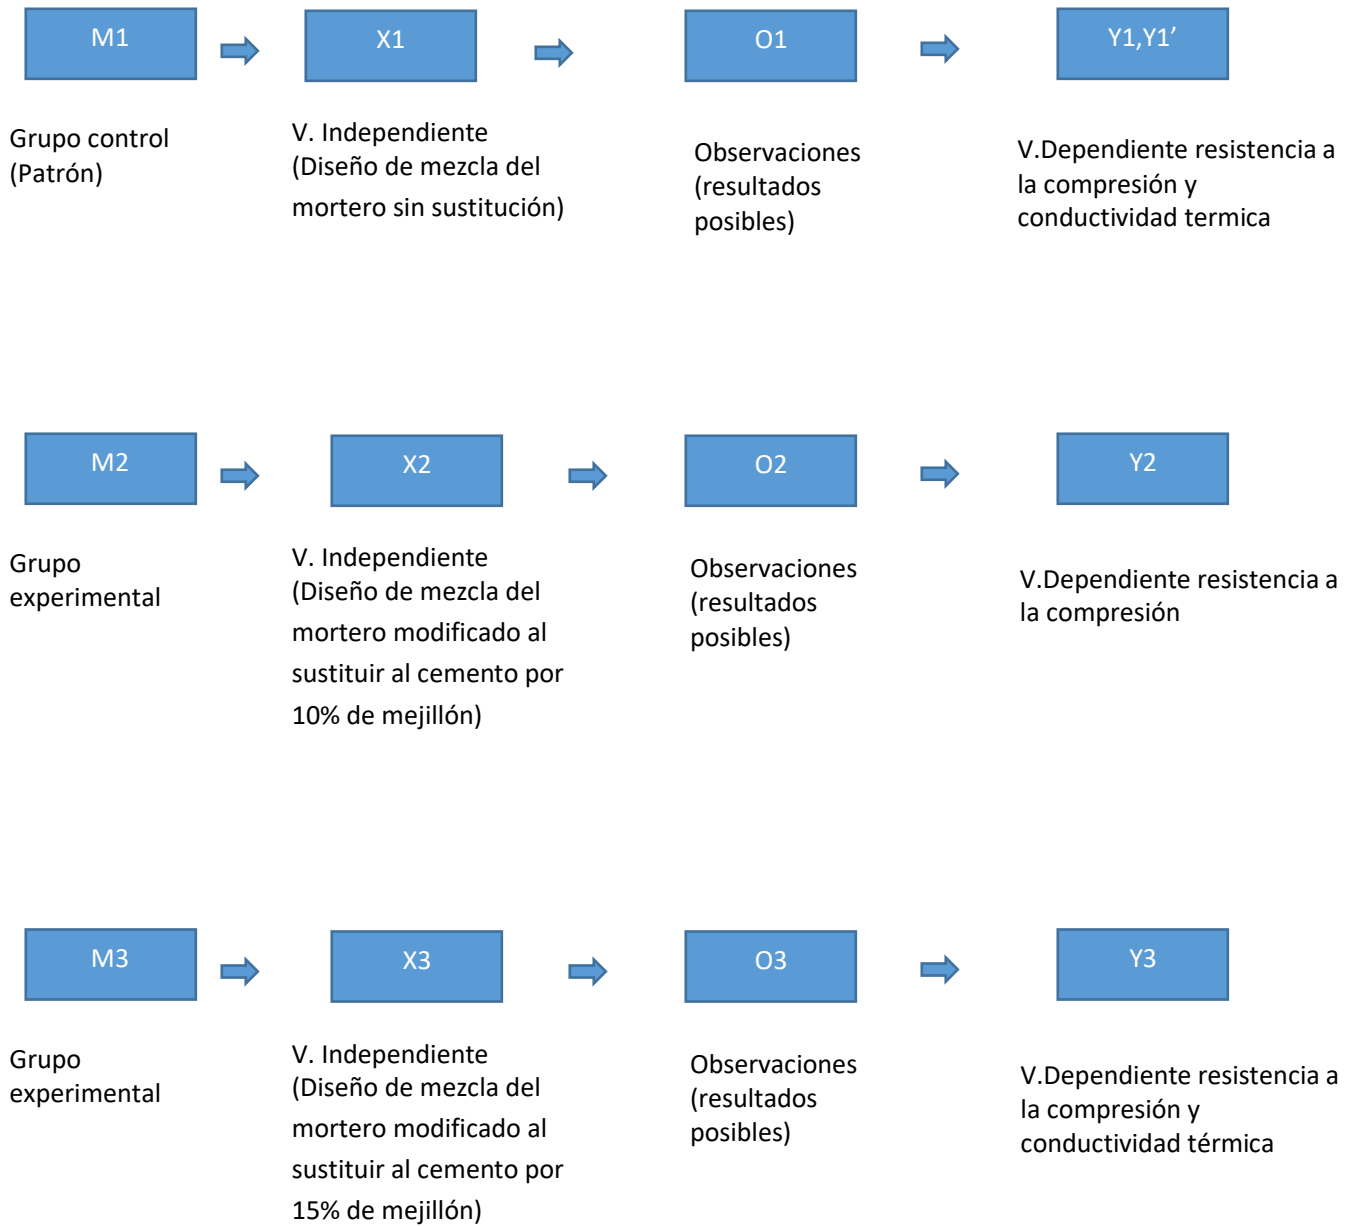 M1
X1
O1
Y1,Y1’
Grupo control
(Patrón)
V. Independiente
(Diseño de mezcla del
mortero sin sustitución)
Observaciones
(resultados
posibles)
V.Dependiente resistencia a
la compresión y
conductividad termica
M2
X2
O2
Y2
Grupo
experimental
V. Independiente
(Diseño de mezcla del
mortero modificado al
sustituir al cemento por
10% de mejillón)
Observaciones
(resultados
posibles)
V.Dependiente resistencia a
la compresión
M3
X3
O3
Y3
Grupo
experimental
V. Independiente
(Diseño de mezcla del
mortero modificado al
sustituir al cemento por
15% de mejillón)
Observaciones
(resultados
posibles)
V.Dependiente resistencia a
la compresión y
conductividad térmica